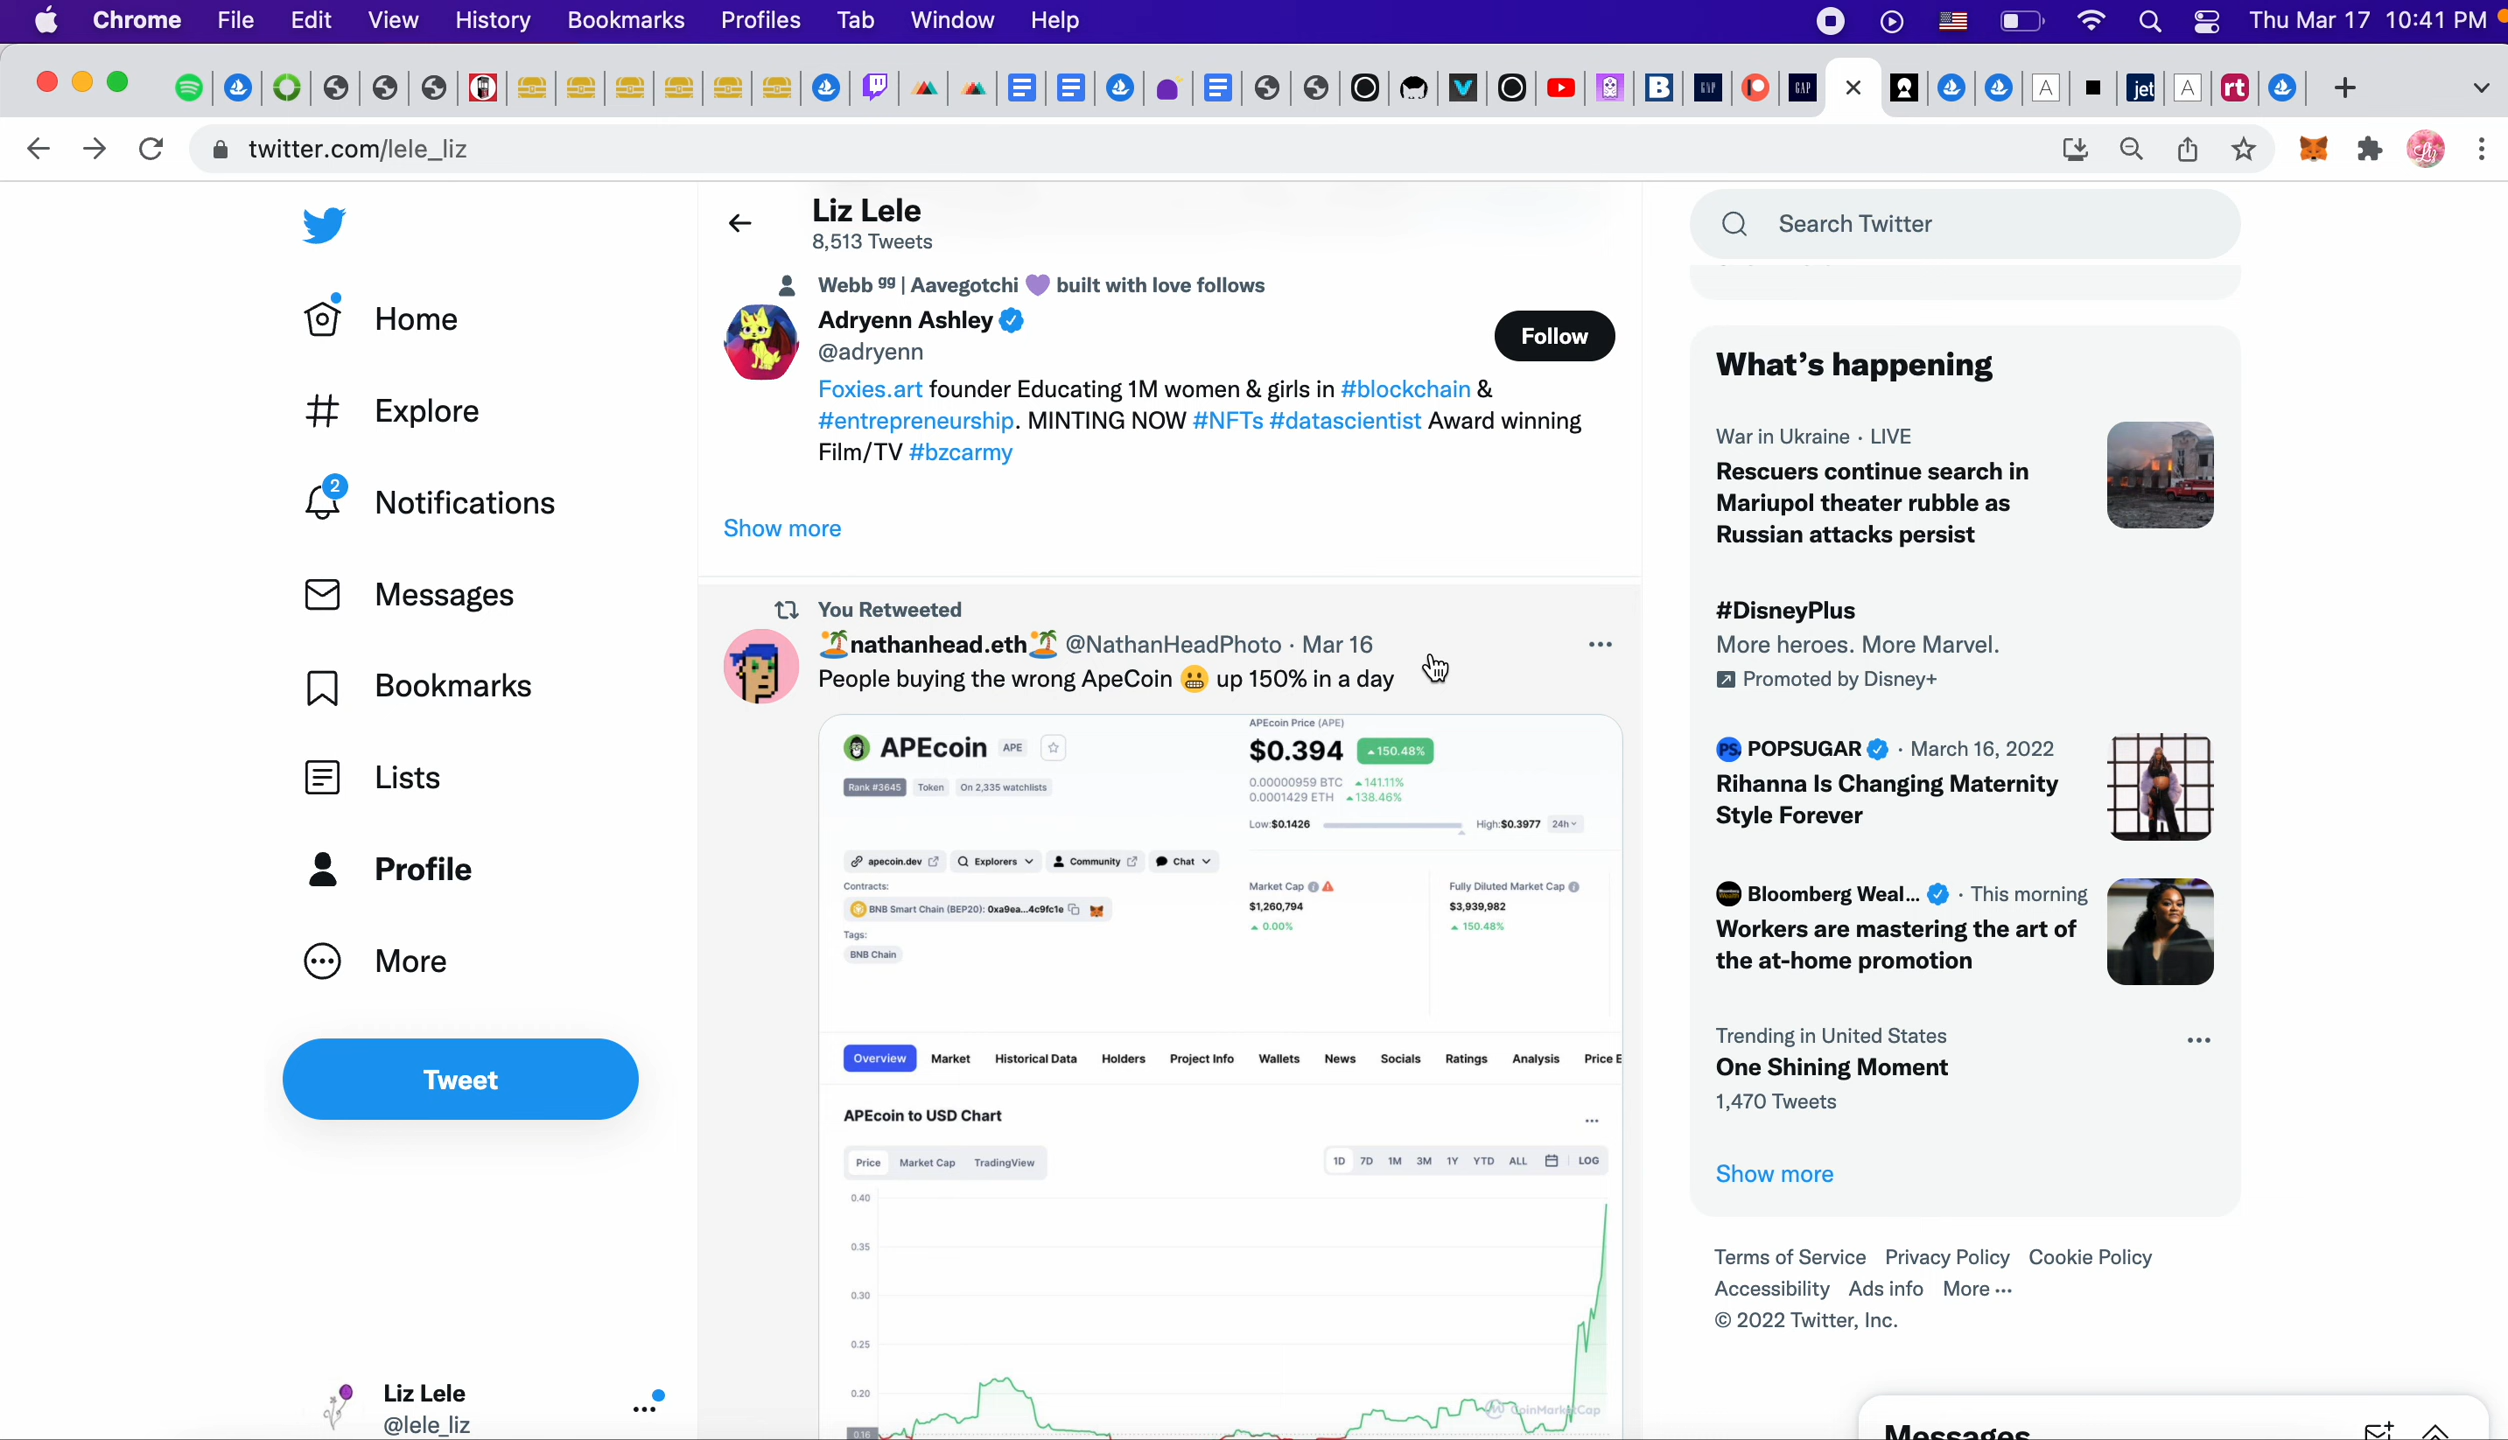 Chrome File Edit View History Bookmarks Profiles Tab Window Help
Thu Mar 17 10:41 PM
twitter.com/lele_liz
Home
Explore
2
Notifications
Messages
Bookmarks
Lists
Profile
More
Tweet
Liz Lele
@lele_liz
Liz Lele
8,513 Tweets
Webb gg | Aavegotchi 💜 built with love follows
Adryenn Ashley
@adryenn
Follow
Foxies.art founder Educating 1M women & girls in #blockchain &
#entrepreneurship. MINTING NOW #NFTs #datascientist Award winning
Film/TV #bzcarmy
Show more
You Retweeted
🏝️nathanhead.eth🏝️ @NathanHeadPhoto · Mar 16
People buying the wrong ApeCoin 😬 up 150% in a day
APEcoin APE
Rank #3645 Token On 2,335 watchlists
APEcoin Price (APE)
$0.394 150.48%
0.00000959 BTC 141.11%
0.0001429 ETH 138.46%
Low:$0.1426 High:$0.3977 24h
apecoin.dev Explorers Community Chat
Contracts:
BNB Smart Chain (BEP20): 0xa9ea...4c9fc1e
Tags:
BNB Chain
Market Cap
$1,260,794
0.00%
Fully Diluted Market Cap
$3,939,982
150.48%
Overview Market Historical Data Holders Project Info Wallets News Socials Ratings Analysis Price E
APEcoin to USD Chart
Price Market Cap TradingView
1D 7D 1M 3M 1Y YTD ALL LOG
0.40
0.35
0.30
0.25
0.20
0.16
CoinMarketCap
Search Twitter
What's happening
War in Ukraine · LIVE
Rescuers continue search in
Mariupol theater rubble as
Russian attacks persist
#DisneyPlus
More heroes. More Marvel.
Promoted by Disney+
PS POPSUGAR · March 16, 2022
Rihanna Is Changing Maternity
Style Forever
Bloomberg Weal... · This morning
Workers are mastering the art of
the at-home promotion
Trending in United States
One Shining Moment
1,470 Tweets
Show more
Terms of Service Privacy Policy Cookie Policy
Accessibility Ads info More ···
© 2022 Twitter, Inc.
Messages